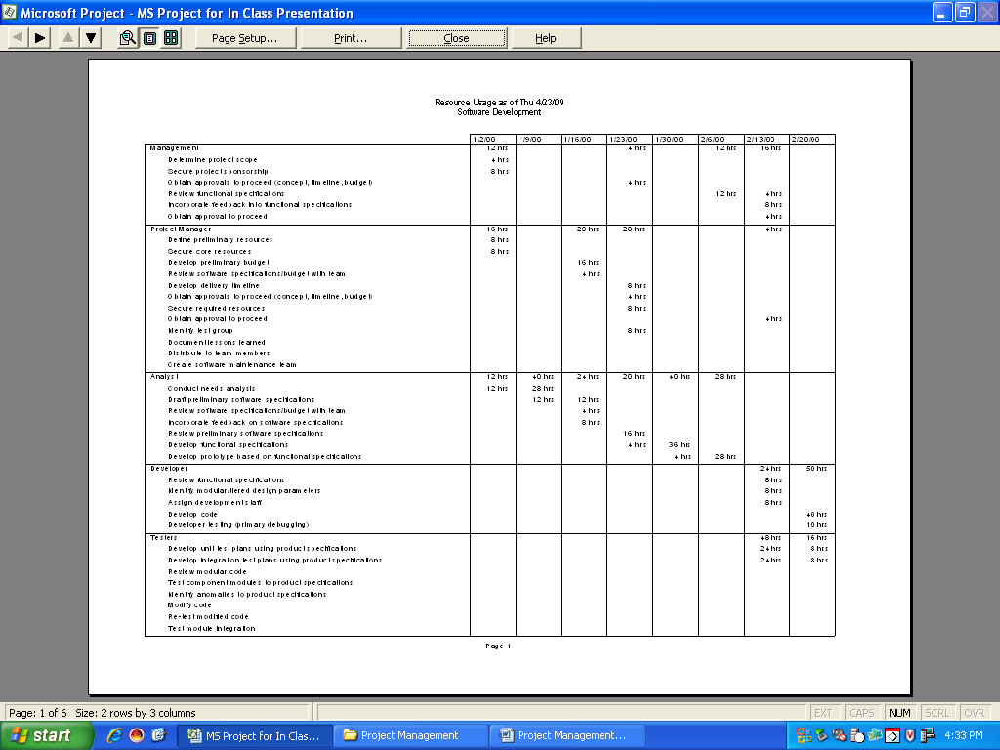 Microsoft Project - MS Project for In Class Presentation
Page Setup... Print... Close Help
Resource Usage as of Thu 4/23/09
Software Development
1/2/00 1/9/00 1/16/00 1/23/00 1/30/00 2/6/00 2/13/00 2/20/00
Management 12 hrs 4 hrs 12 hrs 16 hrs
Determine project scope 4 hrs
Secure project sponsorship 8 hrs
Obtain approvals to proceed (concept, timeline, budget) 4 hrs
Review functional specifications 12 hrs 4 hrs
Incorporate feedback into functional specifications 8 hrs
Obtain approval to proceed 4 hrs
Project Manager 16 hrs 20 hrs 28 hrs 4 hrs
Define preliminary resources 8 hrs
Secure core resources 8 hrs
Develop preliminary budget 16 hrs
Review software specifications/budget with team 4 hrs
Develop delivery timeline 8 hrs
Obtain approvals to proceed (concept, timeline, budget) 4 hrs
Secure required resources 8 hrs
Obtain approval to proceed 4 hrs
Identify test group 8 hrs
Document lessons learned
Distribute to team members
Create software maintenance team
Analyst 12 hrs 40 hrs 24 hrs 20 hrs 40 hrs 28 hrs
Conduct needs analysis 12 hrs 28 hrs
Draft preliminary software specifications 12 hrs 12 hrs
Review software specifications/budget with team 4 hrs
Incorporate feedback on software specifications 8 hrs
Review preliminary software specifications 16 hrs
Develop functional specifications 4 hrs 36 hrs
Develop prototype based on functional specifications 4 hrs 28 hrs
Developer 24 hrs 50 hrs
Review functional specifications 8 hrs
Identify modular/tiered design parameters 8 hrs
Assign development staff 8 hrs
Develop code 40 hrs
Developer testing (primary debugging) 10 hrs
Testers 48 hrs 16 hrs
Develop unit test plans using product specifications 24 hrs 8 hrs
Develop integration test plans using product specifications 24 hrs 8 hrs
Review modular code
Test component modules to product specifications
Identify anomalies to product specifications
Modify code
Re-test modified code
Test module integration
Page 1
Page: 1 of 6 Size: 2 rows by 3 columns EXT CAPS NUM SCRL OVR
start MS Project for In Clas... Project Management Project Management... 4:33 PM